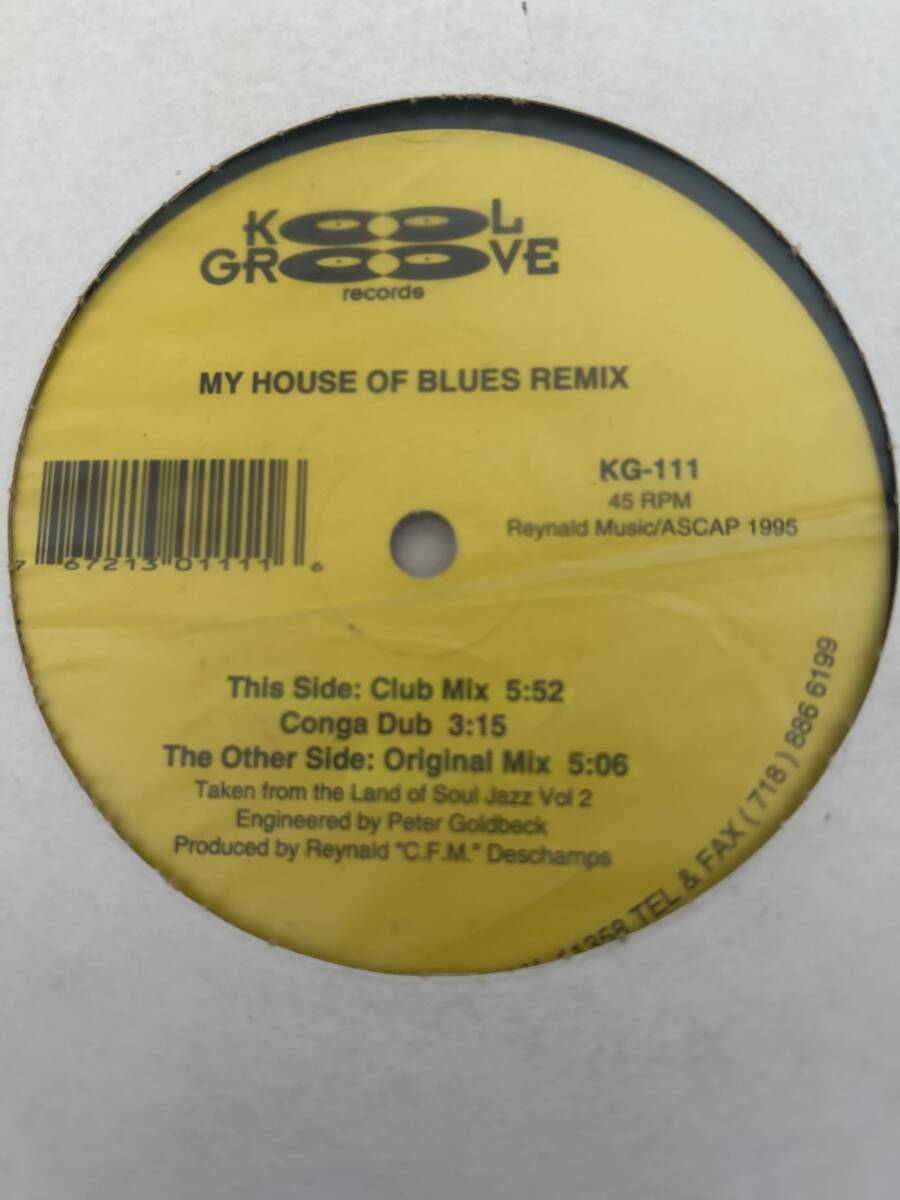 KOOL
GROOVE
records
MY HOUSE OF BLUES REMIX
KG-111
45 RPM
Reynald Music/ASCAP 1995
7 67213 01111 6
This Side: Club Mix 5:52
Conga Dub 3:15
The Other Side: Original Mix 5:06
Taken from the Land of Soul Jazz Vol 2
Engineered by Peter Goldbeck
Produced by Reynald "C.F.M." Deschamps
11358 TEL & FAX ( 718 ) 886 6199